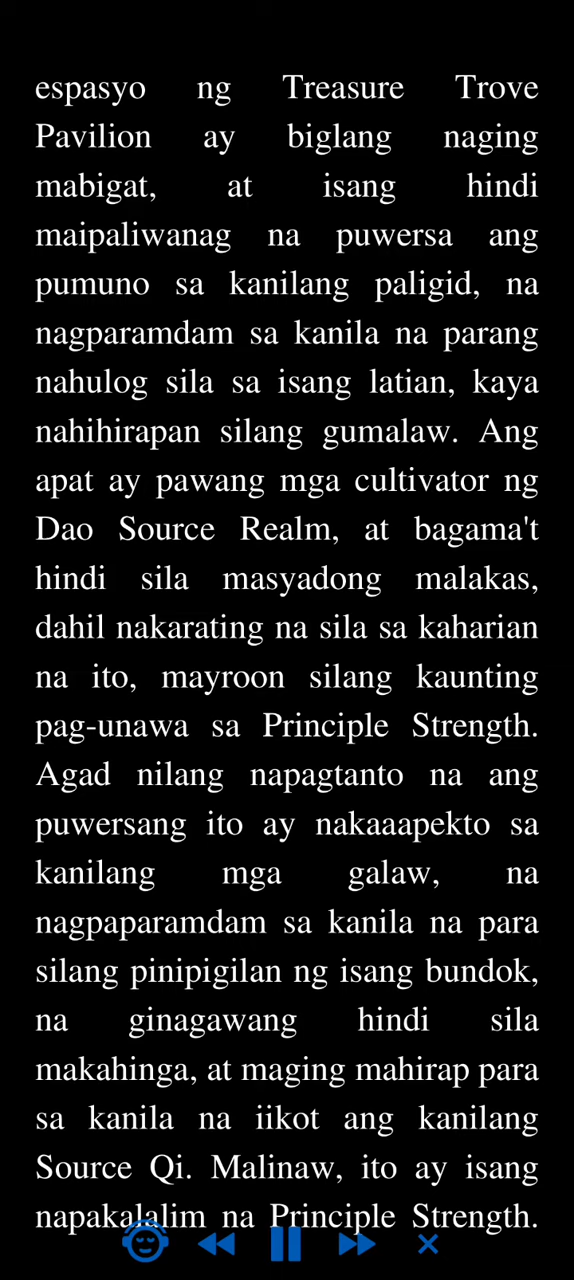 espasyo ng Treasure Trove
Pavilion ay biglang naging
mabigat, at isang hindi
maipaliwanag na puwersa ang
pumuno sa kanilang paligid, na
nagparamdam sa kanila na parang
nahulog sila sa isang latian, kaya
nahihirapan silang gumalaw. Ang
apat ay pawang mga cultivator ng
Dao Source Realm, at bagama't
hindi sila masyadong malakas,
dahil nakarating na sila sa kaharian
na ito, mayroon silang kaunting
pag-unawa sa Principle Strength.
Agad nilang napagtanto na ang
puwersang ito ay nakaaapekto sa
kanilang mga galaw, na
nagpaparamdam sa kanila na para
silang pinipigilan ng isang bundok,
na ginagawang hindi sila
makahinga, at maging mahirap para
sa kanila na iikot ang kanilang
Source Qi. Malinaw, ito ay isang
napakalalim na Principle Strength.